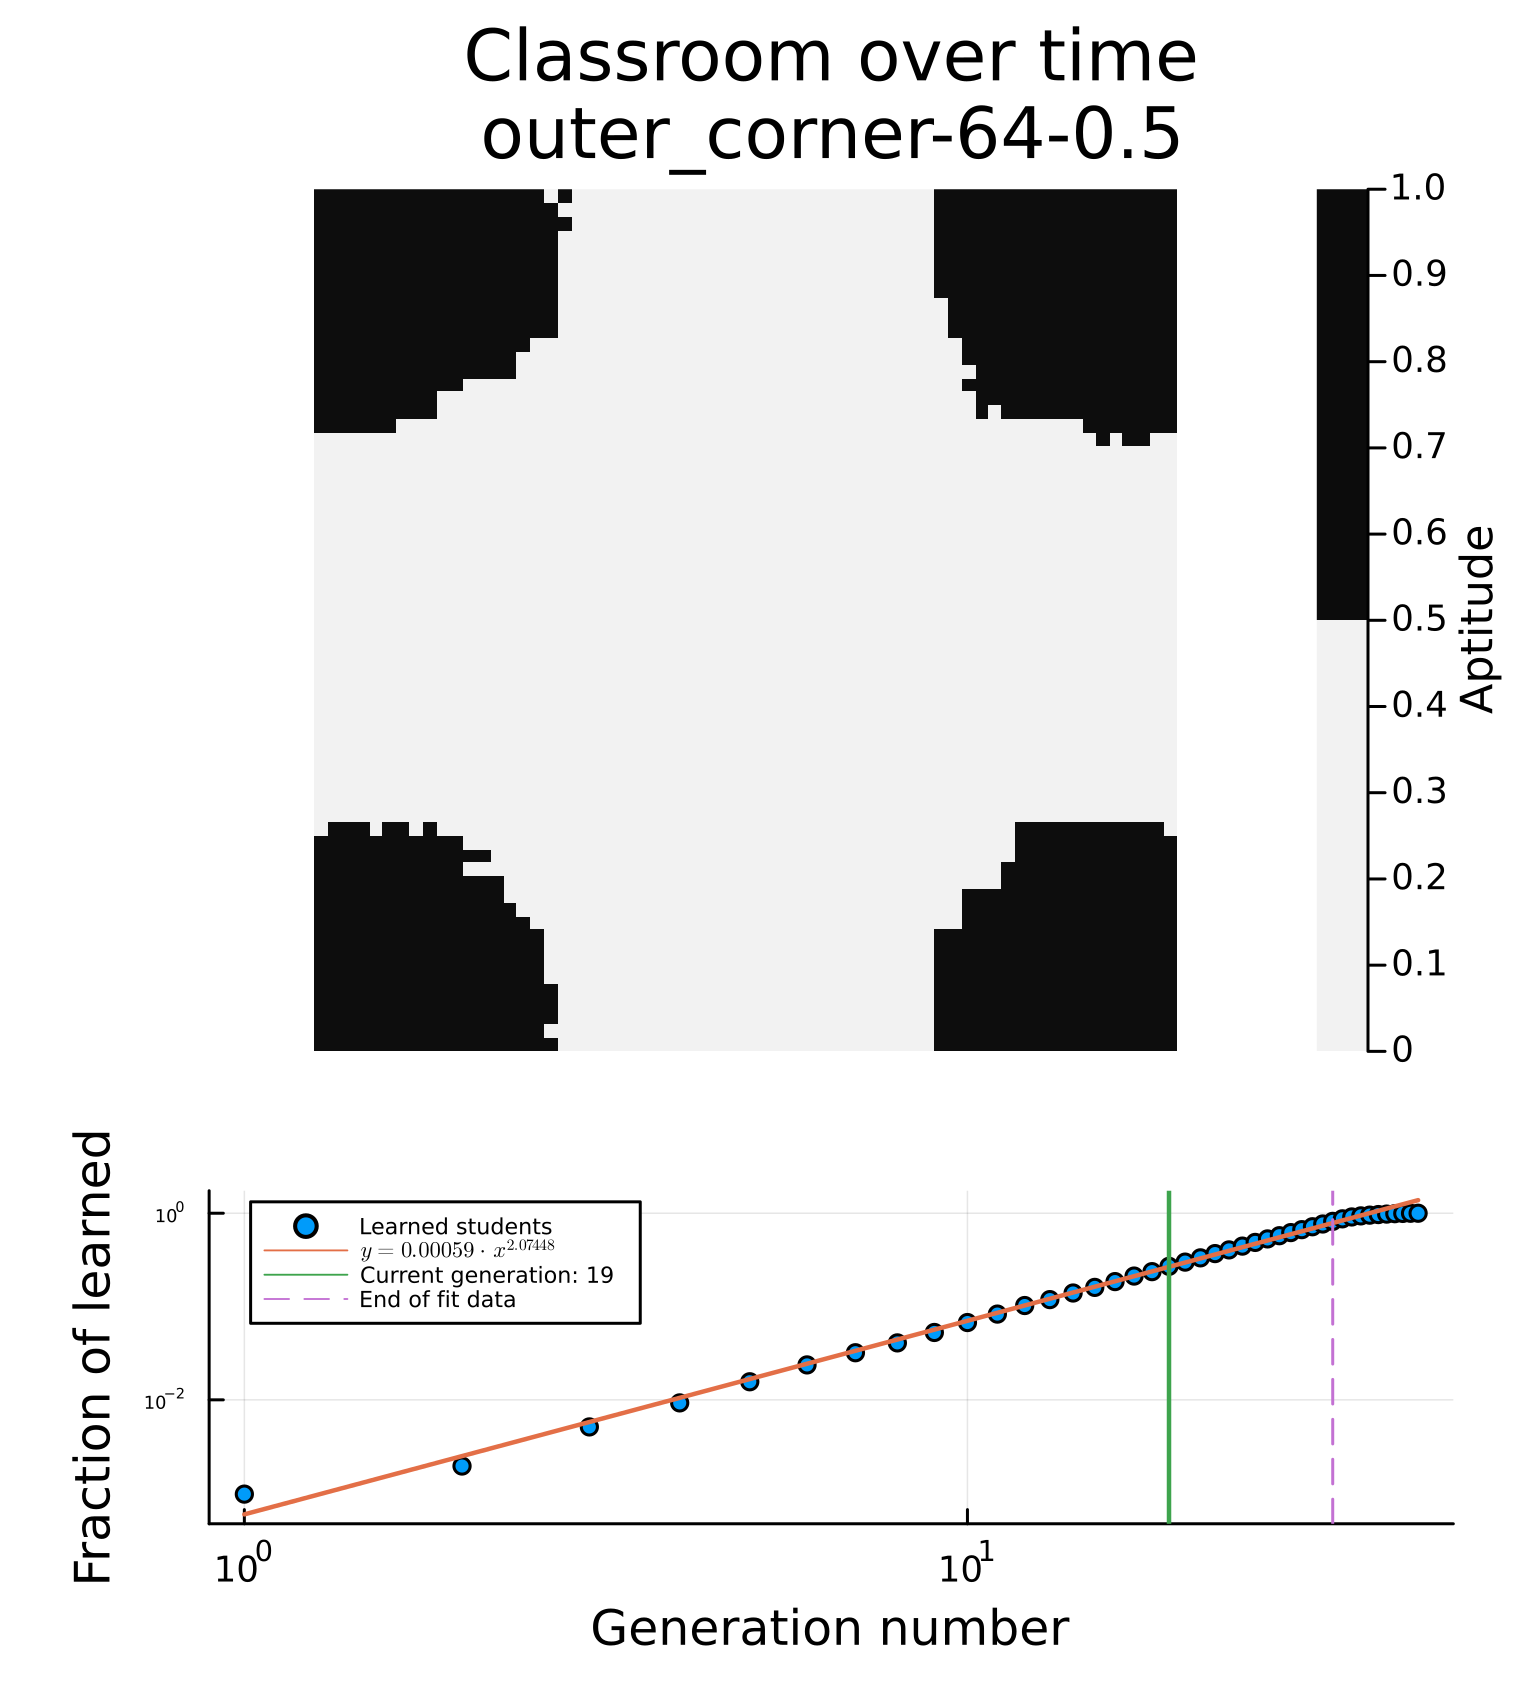 Classroom over time
outer_corner-64-0.5
1.0
0.9
0.8
0.7
0.6
0.5
0.4
0.3
0.2
0.1
0
Aptitude
Fraction of learned
10⁰
10⁻²
Learned students
y = 0.00059 · x^2.07448
Current generation: 19
End of fit data
10⁰
10¹
Generation number